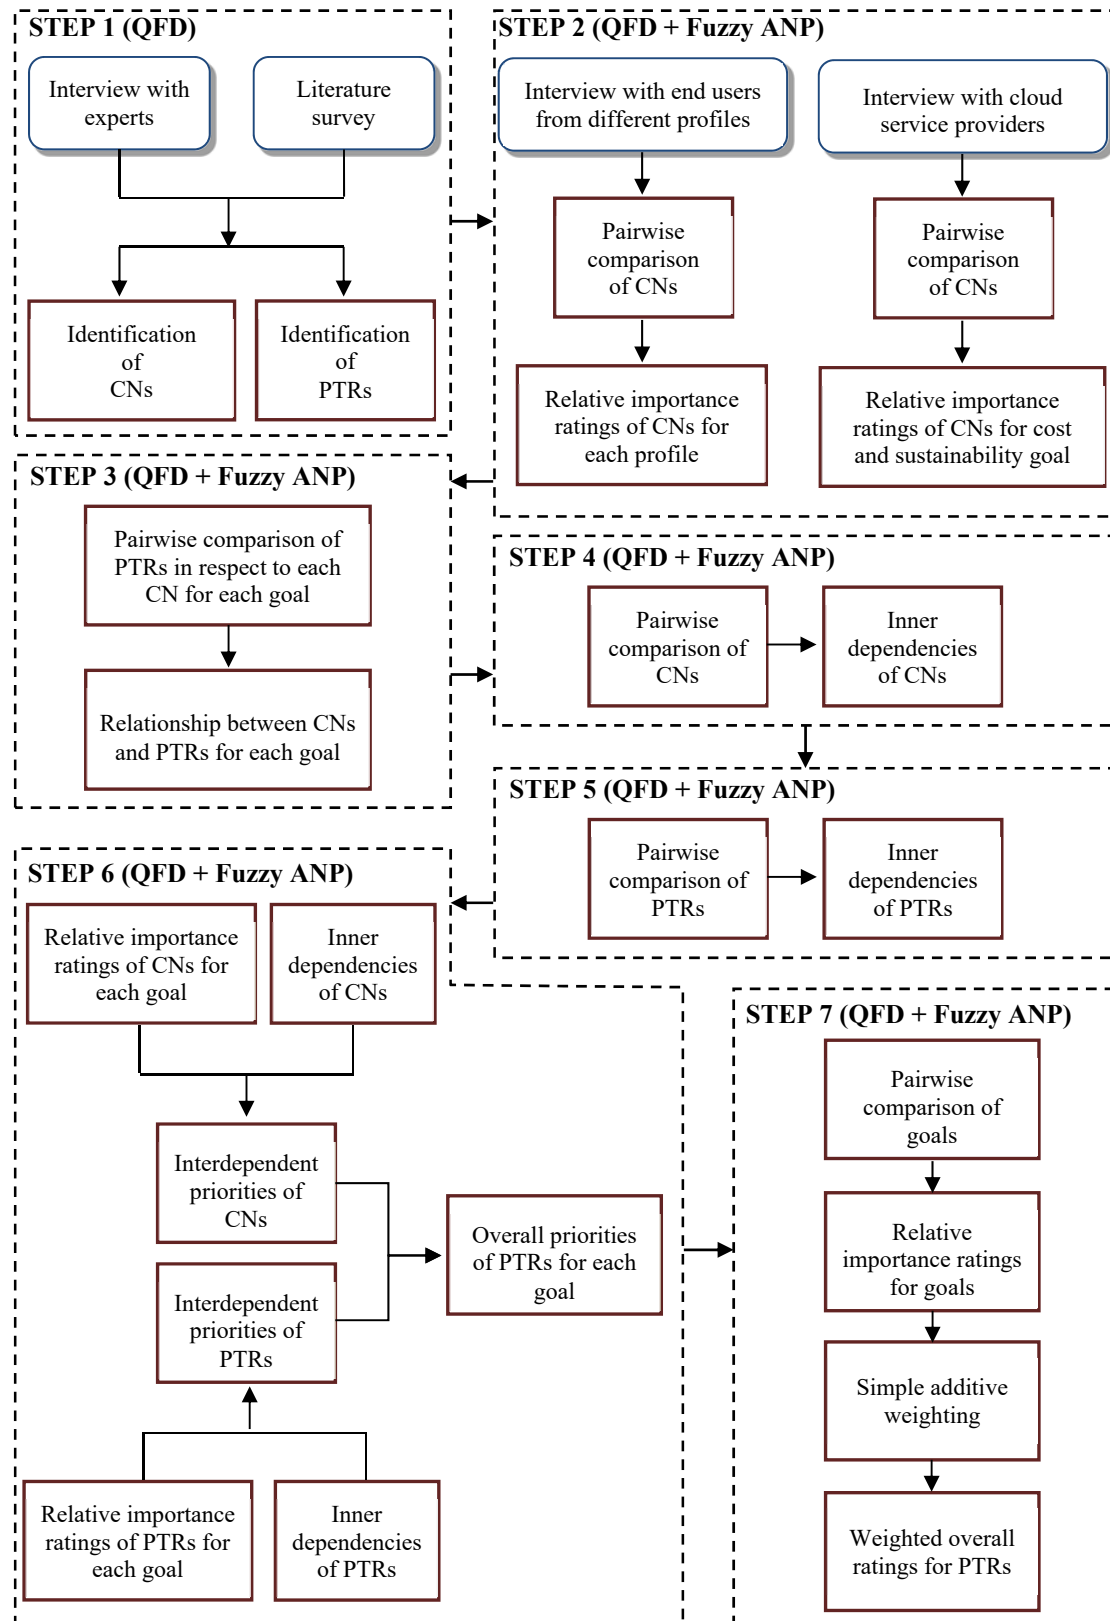 STEP 1 (QFD)
Interview with
experts
Literature
survey
Identification
of
CNs
Identification
of
PTRs
STEP 2 (QFD + Fuzzy ANP)
Interview with end users
from different profiles
Interview with cloud
service providers
Pairwise
comparison
of CNs
Pairwise
comparison
of CNs
Relative importance
ratings of CNs for
each profile
Relative importance
ratings of CNs for cost
and sustainability goal
STEP 3 (QFD + Fuzzy ANP)
Pairwise comparison of
PTRs in respect to each
CN for each goal
Relationship between CNs
and PTRs for each goal
STEP 4 (QFD + Fuzzy ANP)
Pairwise
comparison of
CNs
Inner
dependencies
of CNs
STEP 5 (QFD + Fuzzy ANP)
Pairwise
comparison of
PTRs
Inner
dependencies
of PTRs
STEP 6 (QFD + Fuzzy ANP)
Relative importance
ratings of CNs for
each goal
Inner
dependencies
of CNs
Interdependent
priorities of
CNs
Overall priorities
of PTRs for each
goal
Interdependent
priorities of
PTRs
Relative importance
ratings of PTRs for
each goal
Inner
dependencies
of PTRs
STEP 7 (QFD + Fuzzy ANP)
Pairwise
comparison of
goals
Relative
importance ratings
for goals
Simple additive
weighting
Weighted overall
ratings for PTRs